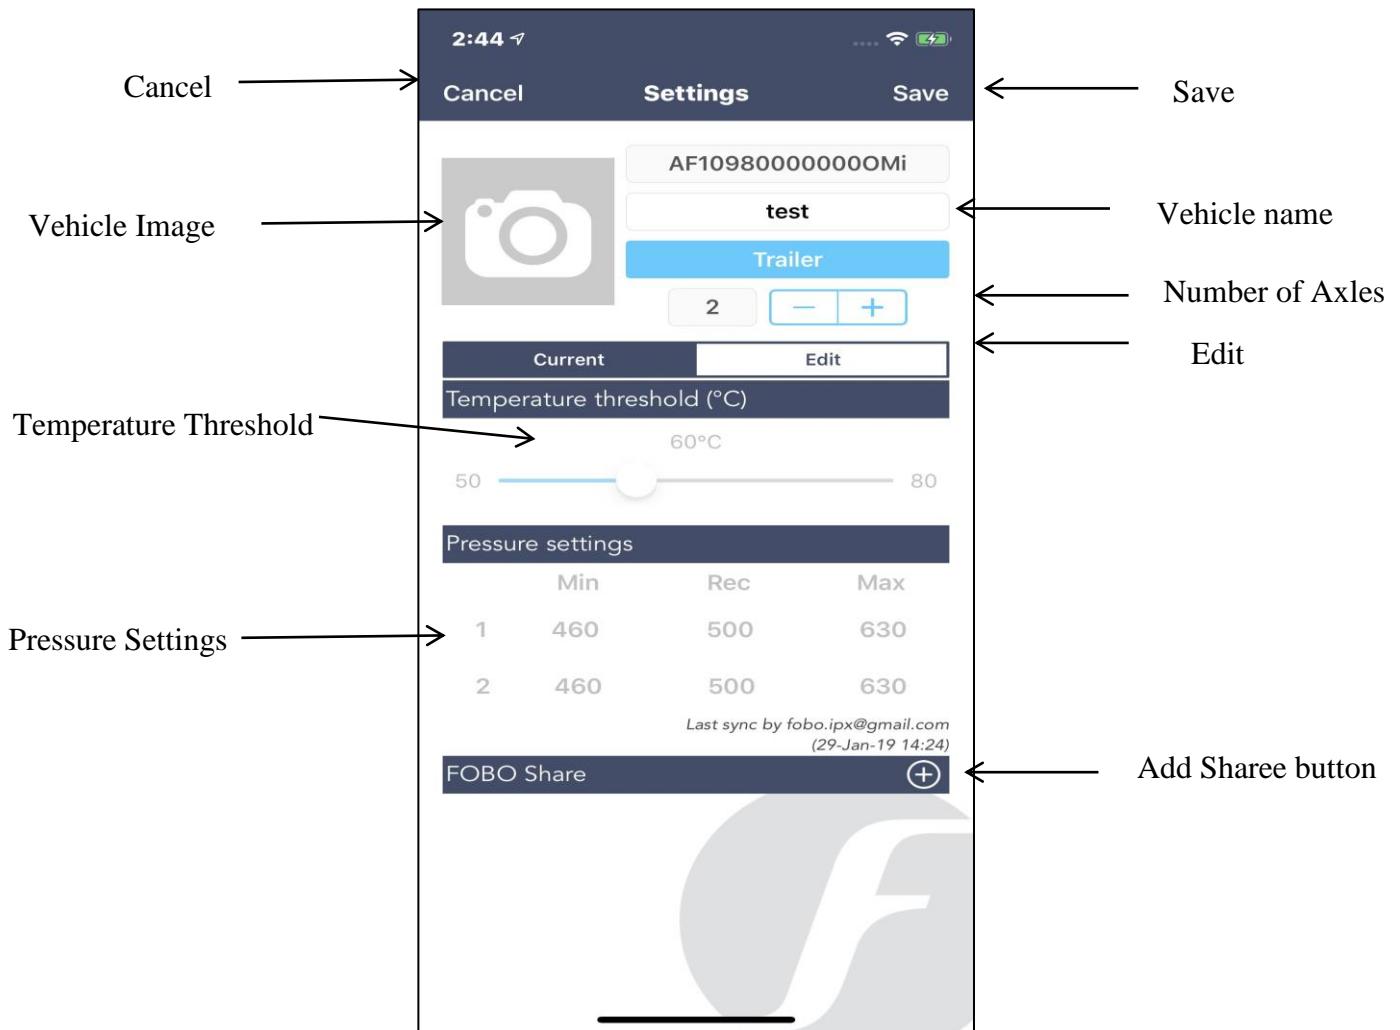 2:44
Cancel Settings Save
Cancel
Save
AF10980000000OMi
Vehicle Image
test
Vehicle name
Trailer
2 — +
Number of Axles
Current Edit
Edit
Temperature threshold (°C)
Temperature Threshold
60°C
50 80
Pressure settings
Min Rec Max
Pressure Settings
1 460 500 630
2 460 500 630
Last sync by fobo.ipx@gmail.com
(29-Jan-19 14:24)
FOBO Share
Add Sharee button